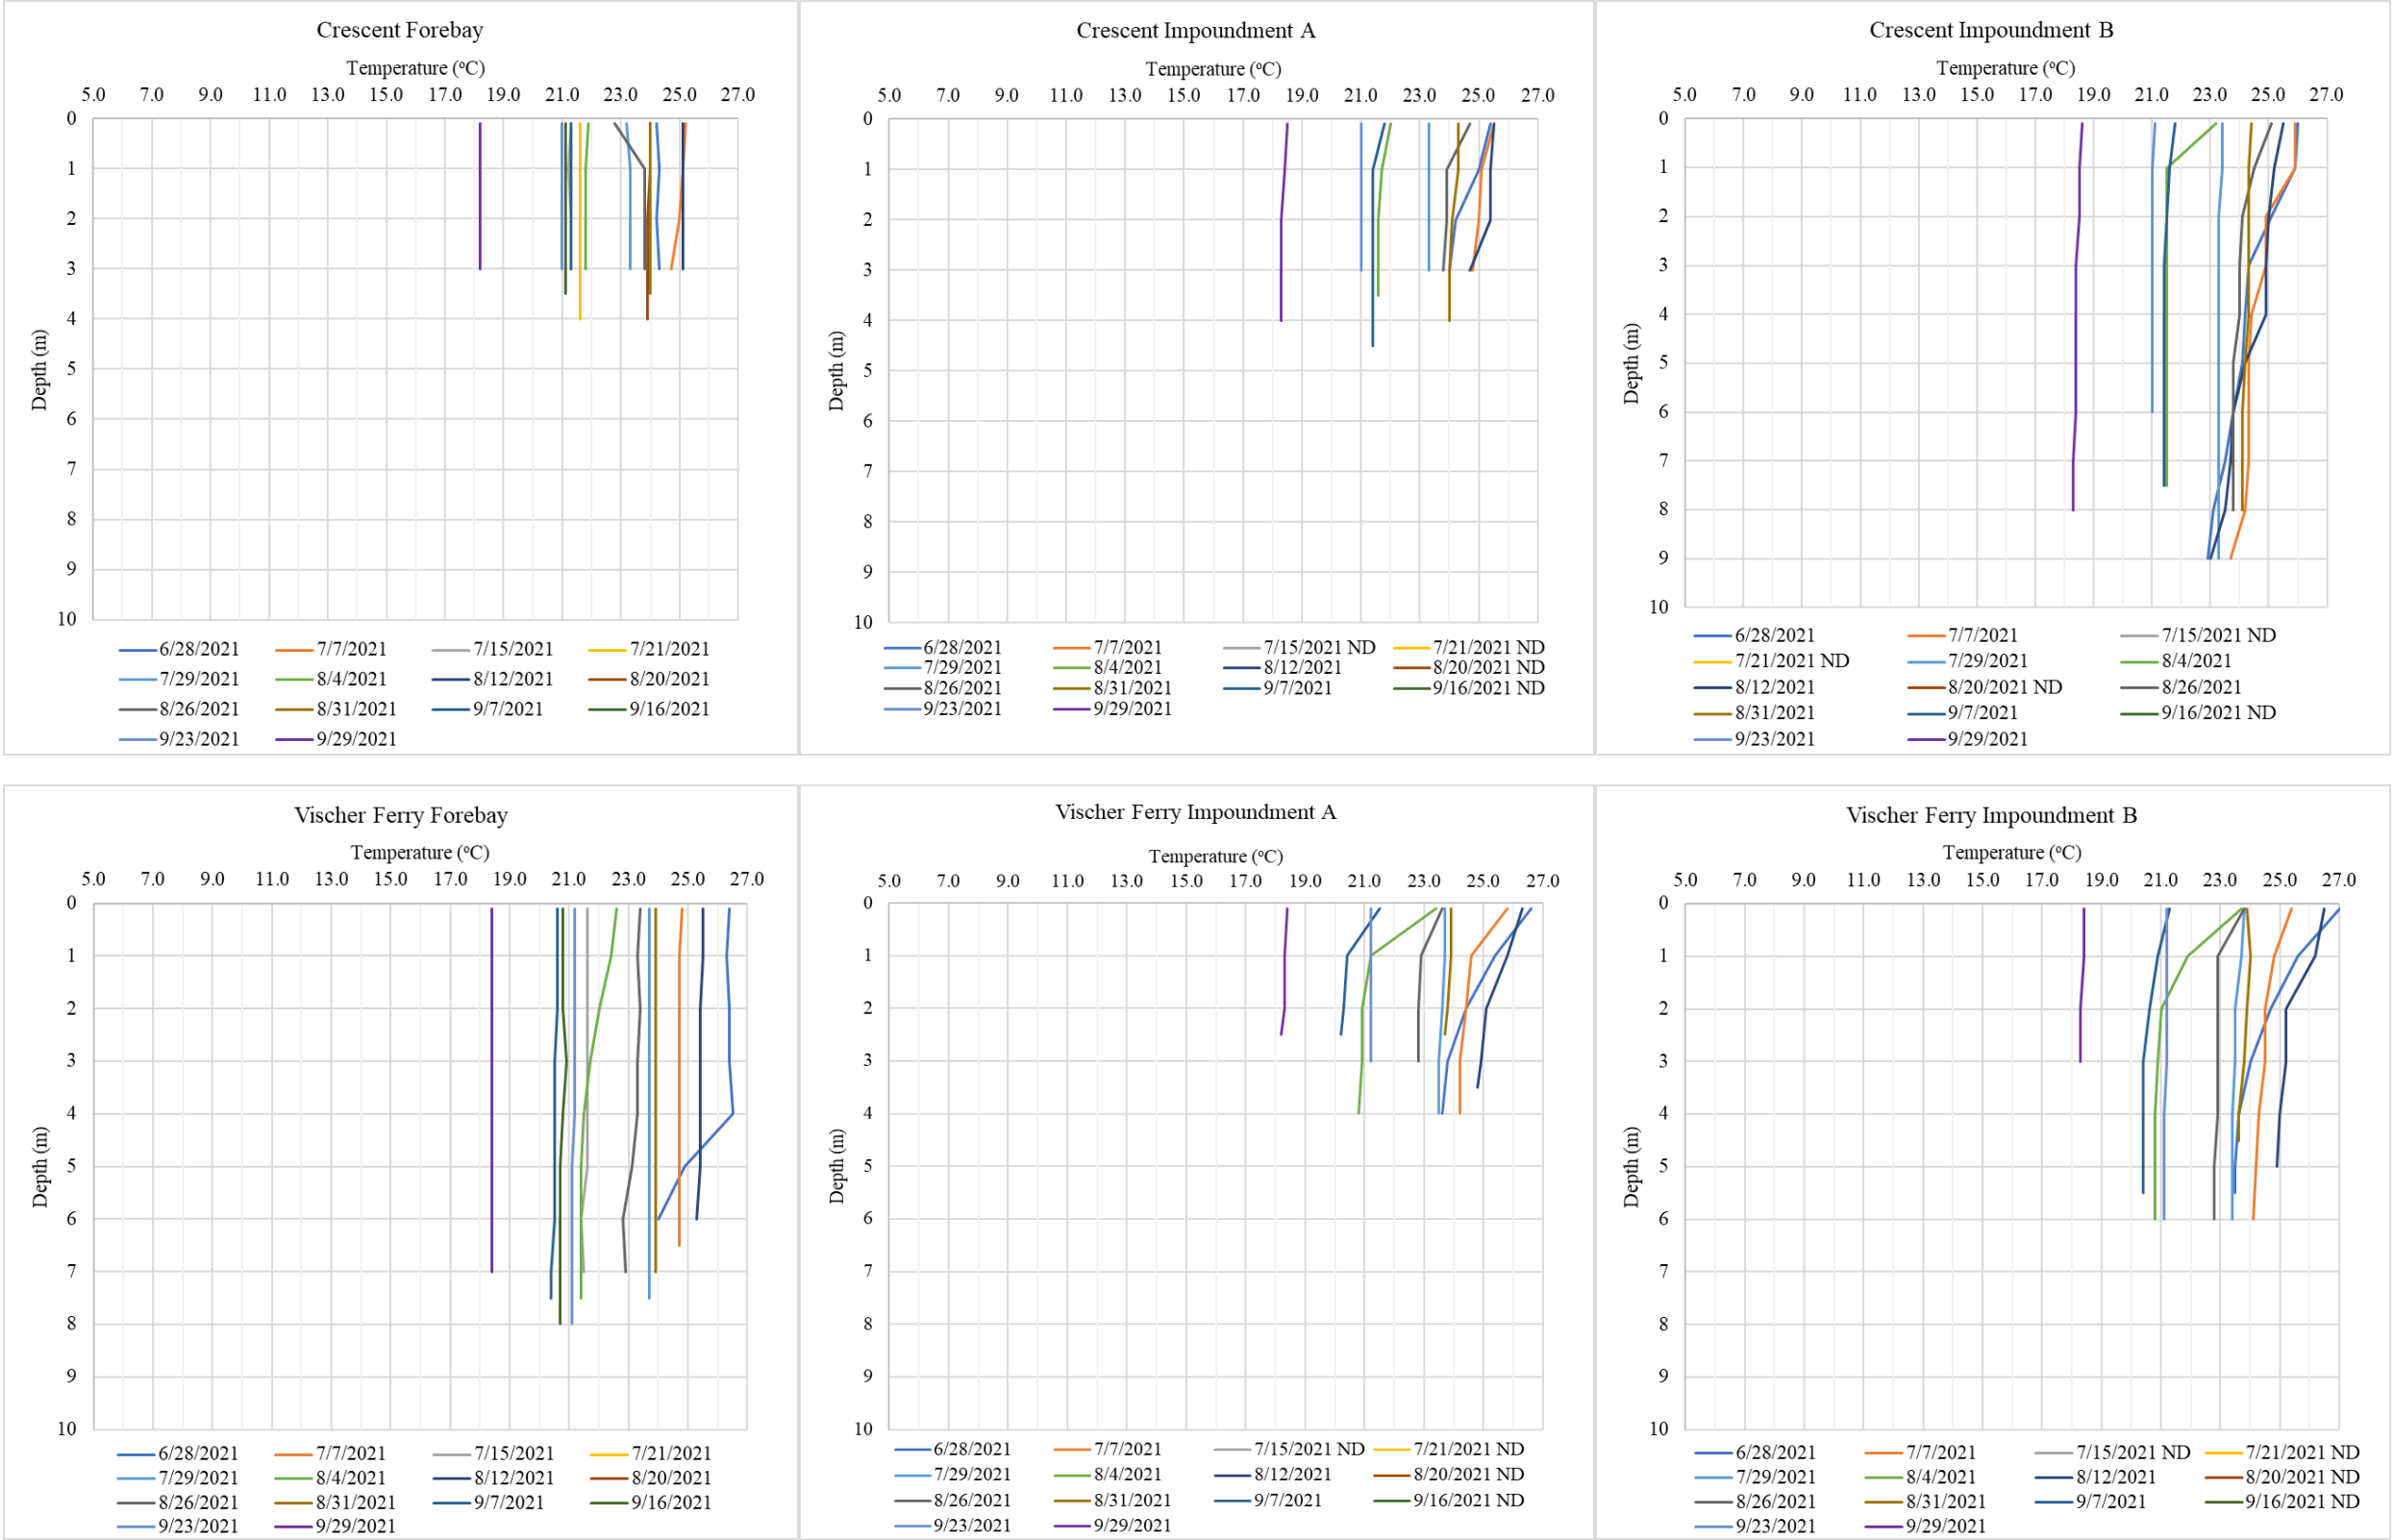 Crescent Forebay
Temperature (ºC)
5.0 7.0 9.0 11.0 13.0 15.0 17.0 19.0 21.0 23.0 25.0 27.0
0
1
2
3
4
5
6
7
8
9
10
Depth (m)
6/28/2021 7/7/2021 7/15/2021 7/21/2021
7/29/2021 8/4/2021 8/12/2021 8/20/2021
8/26/2021 8/31/2021 9/7/2021 9/16/2021
9/23/2021 9/29/2021
Crescent Impoundment A
Temperature (ºC)
5.0 7.0 9.0 11.0 13.0 15.0 17.0 19.0 21.0 23.0 25.0 27.0
0
1
2
3
4
5
6
7
8
9
10
Depth (m)
6/28/2021 7/7/2021 7/15/2021 ND 7/21/2021 ND
7/29/2021 8/4/2021 8/12/2021 8/20/2021 ND
8/26/2021 8/31/2021 9/7/2021 9/16/2021 ND
9/23/2021 9/29/2021
Crescent Impoundment B
Temperature (ºC)
5.0 7.0 9.0 11.0 13.0 15.0 17.0 19.0 21.0 23.0 25.0 27.0
0
1
2
3
4
5
6
7
8
9
10
Depth (m)
6/28/2021 7/7/2021 7/15/2021 ND
7/21/2021 ND 7/29/2021 8/4/2021
8/12/2021 8/20/2021 ND 8/26/2021
8/31/2021 9/7/2021 9/16/2021 ND
9/23/2021 9/29/2021
Vischer Ferry Forebay
Temperature (ºC)
5.0 7.0 9.0 11.0 13.0 15.0 17.0 19.0 21.0 23.0 25.0 27.0
0
1
2
3
4
5
6
7
8
9
10
Depth (m)
6/28/2021 7/7/2021 7/15/2021 7/21/2021
7/29/2021 8/4/2021 8/12/2021 8/20/2021
8/26/2021 8/31/2021 9/7/2021 9/16/2021
9/23/2021 9/29/2021
Vischer Ferry Impoundment A
Temperature (ºC)
5.0 7.0 9.0 11.0 13.0 15.0 17.0 19.0 21.0 23.0 25.0 27.0
0
1
2
3
4
5
6
7
8
9
10
Depth (m)
6/28/2021 7/7/2021 7/15/2021 ND 7/21/2021 ND
7/29/2021 8/4/2021 8/12/2021 8/20/2021 ND
8/26/2021 8/31/2021 9/7/2021 9/16/2021 ND
9/23/2021 9/29/2021
Vischer Ferry Impoundment B
Temperature (ºC)
5.0 7.0 9.0 11.0 13.0 15.0 17.0 19.0 21.0 23.0 25.0 27.0
0
1
2
3
4
5
6
7
8
9
10
Depth (m)
6/28/2021 7/7/2021 7/15/2021 ND 7/21/2021 ND
7/29/2021 8/4/2021 8/12/2021 8/20/2021 ND
8/26/2021 8/31/2021 9/7/2021 9/16/2021 ND
9/23/2021 9/29/2021